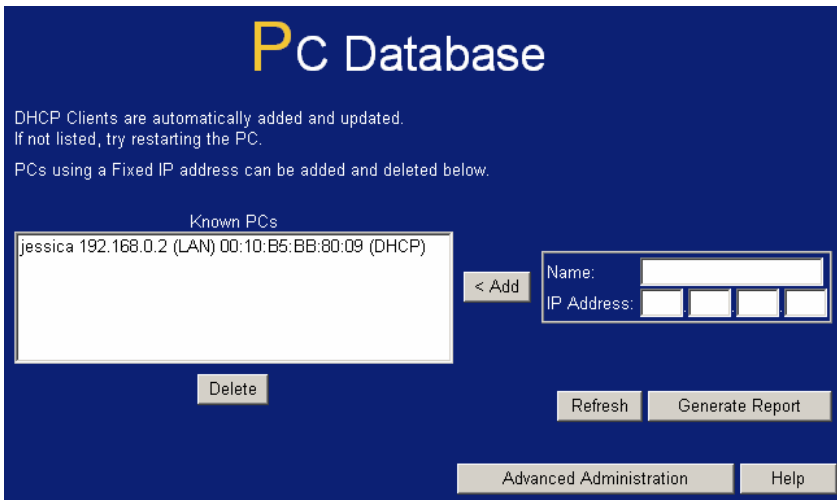 PC Database
DHCP Clients are automatically added and updated.
If not listed, try restarting the PC.
PCs using a Fixed IP address can be added and deleted below.
Known PCs
jessica 192.168.0.2 (LAN) 00:10:B5:BB:80:09 (DHCP)
< Add
Name:
IP Address:
Delete
Refresh
Generate Report
Advanced Administration
Help